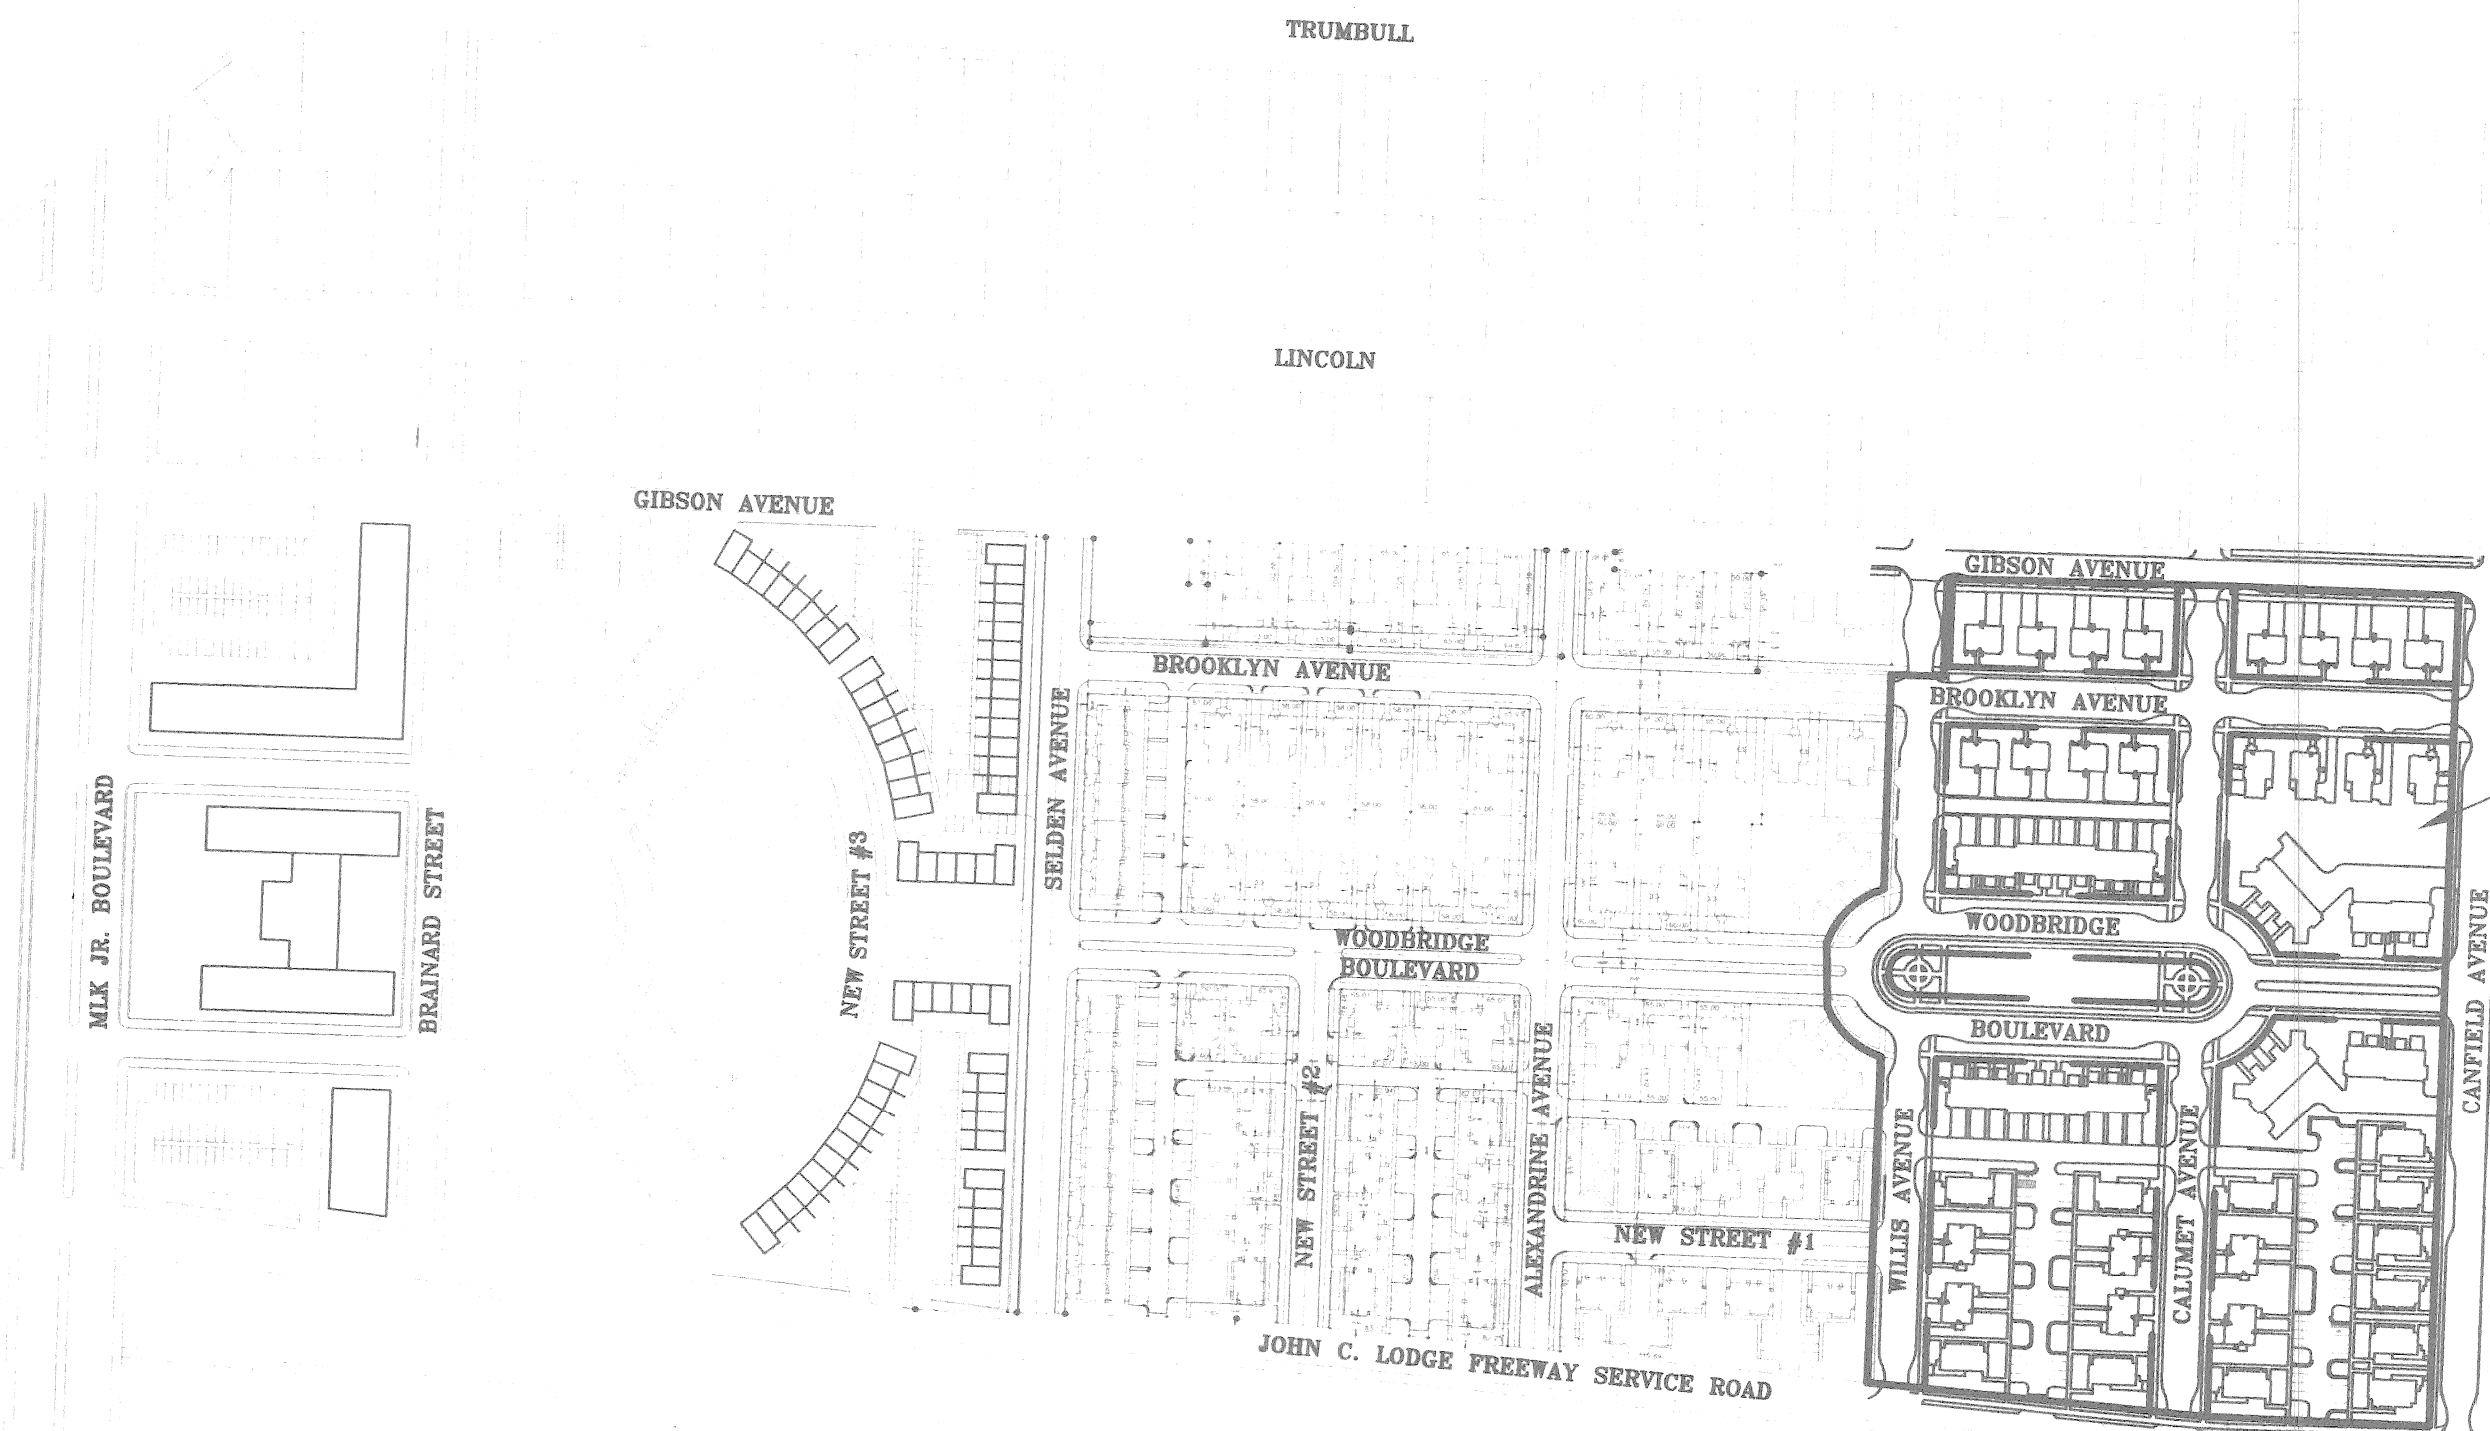 TRUMBULL
LINCOLN
GIBSON AVENUE
GIBSON AVENUE
BROOKLYN AVENUE
BROOKLYN AVENUE
MLK JR. BOULEVARD
BRAINARD STREET
NEW STREET #3
SELDEN AVENUE
WOODBRIDGE
BOULEVARD
WOODBRIDGE
BOULEVARD
CANFIELD AVENUE
NEW STREET #2
ALEXANDRINE AVENUE
NEW STREET #1
WILLIS AVENUE
CALUMET AVENUE
JOHN C. LODGE FREEWAY SERVICE ROAD